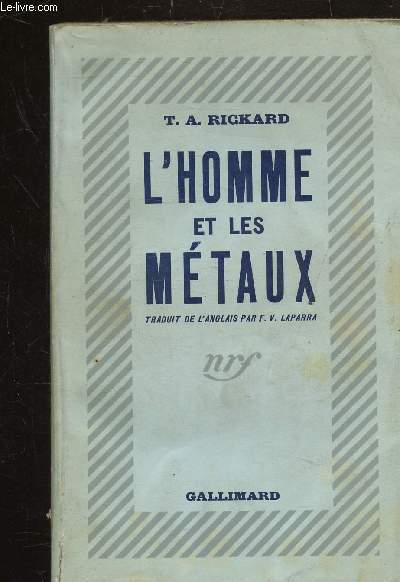 Le-livre.com
T. A. RICKARD
L'HOMME
ET LES
MÉTAUX
TRADUIT DE L'ANGLAIS PAR F. V. LAPARRA
nrf
GALLIMARD